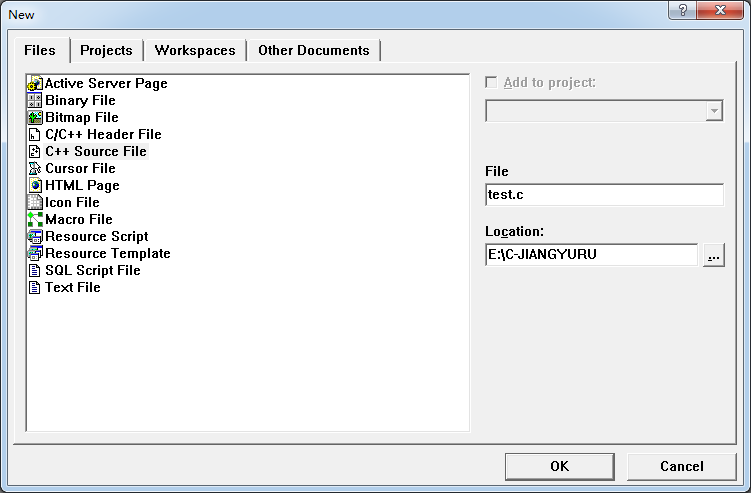 New
Files Projects Workspaces Other Documents
Active Server Page
Binary File
Bitmap File
C/C++ Header File
C++ Source File
Cursor File
HTML Page
Icon File
Macro File
Resource Script
Resource Template
SQL Script File
Text File
Add to project:
File
test.c
Location:
E:\C-JIANGYURU
...
OK Cancel